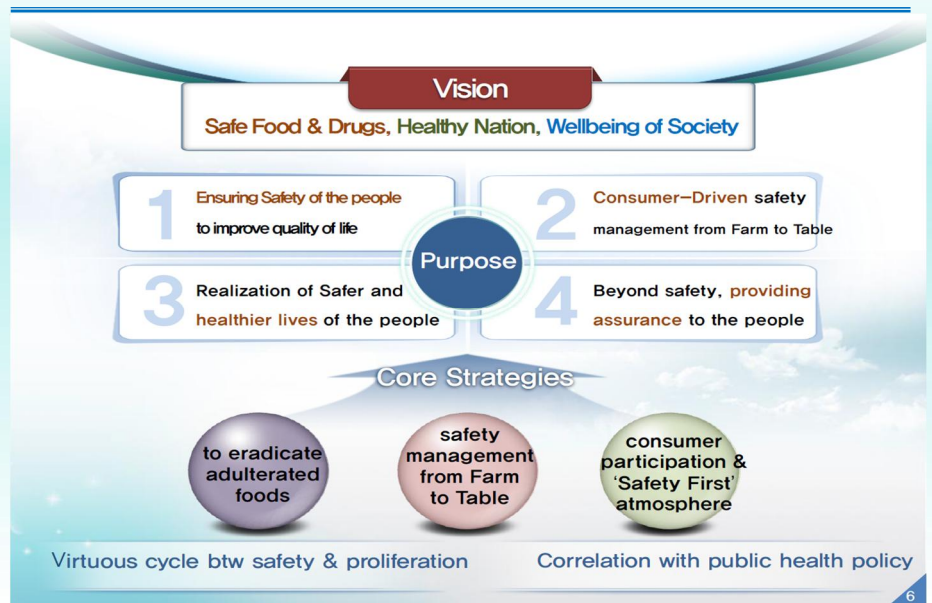 Vision
Safe Food & Drugs, Healthy Nation, Wellbeing of Society
1
Ensuring Safety of the people
to improve quality of life
2
Consumer-Driven safety
management from Farm to Table
Purpose
3
Realization of Safer and
healthier lives of the people
4
Beyond safety, providing
assurance to the people
Core Strategies
to eradicate
adulterated
foods
safety
management
from Farm
to Table
consumer
participation &
'Safety First'
atmosphere
Virtuous cycle btw safety & proliferation
Correlation with public health policy
6